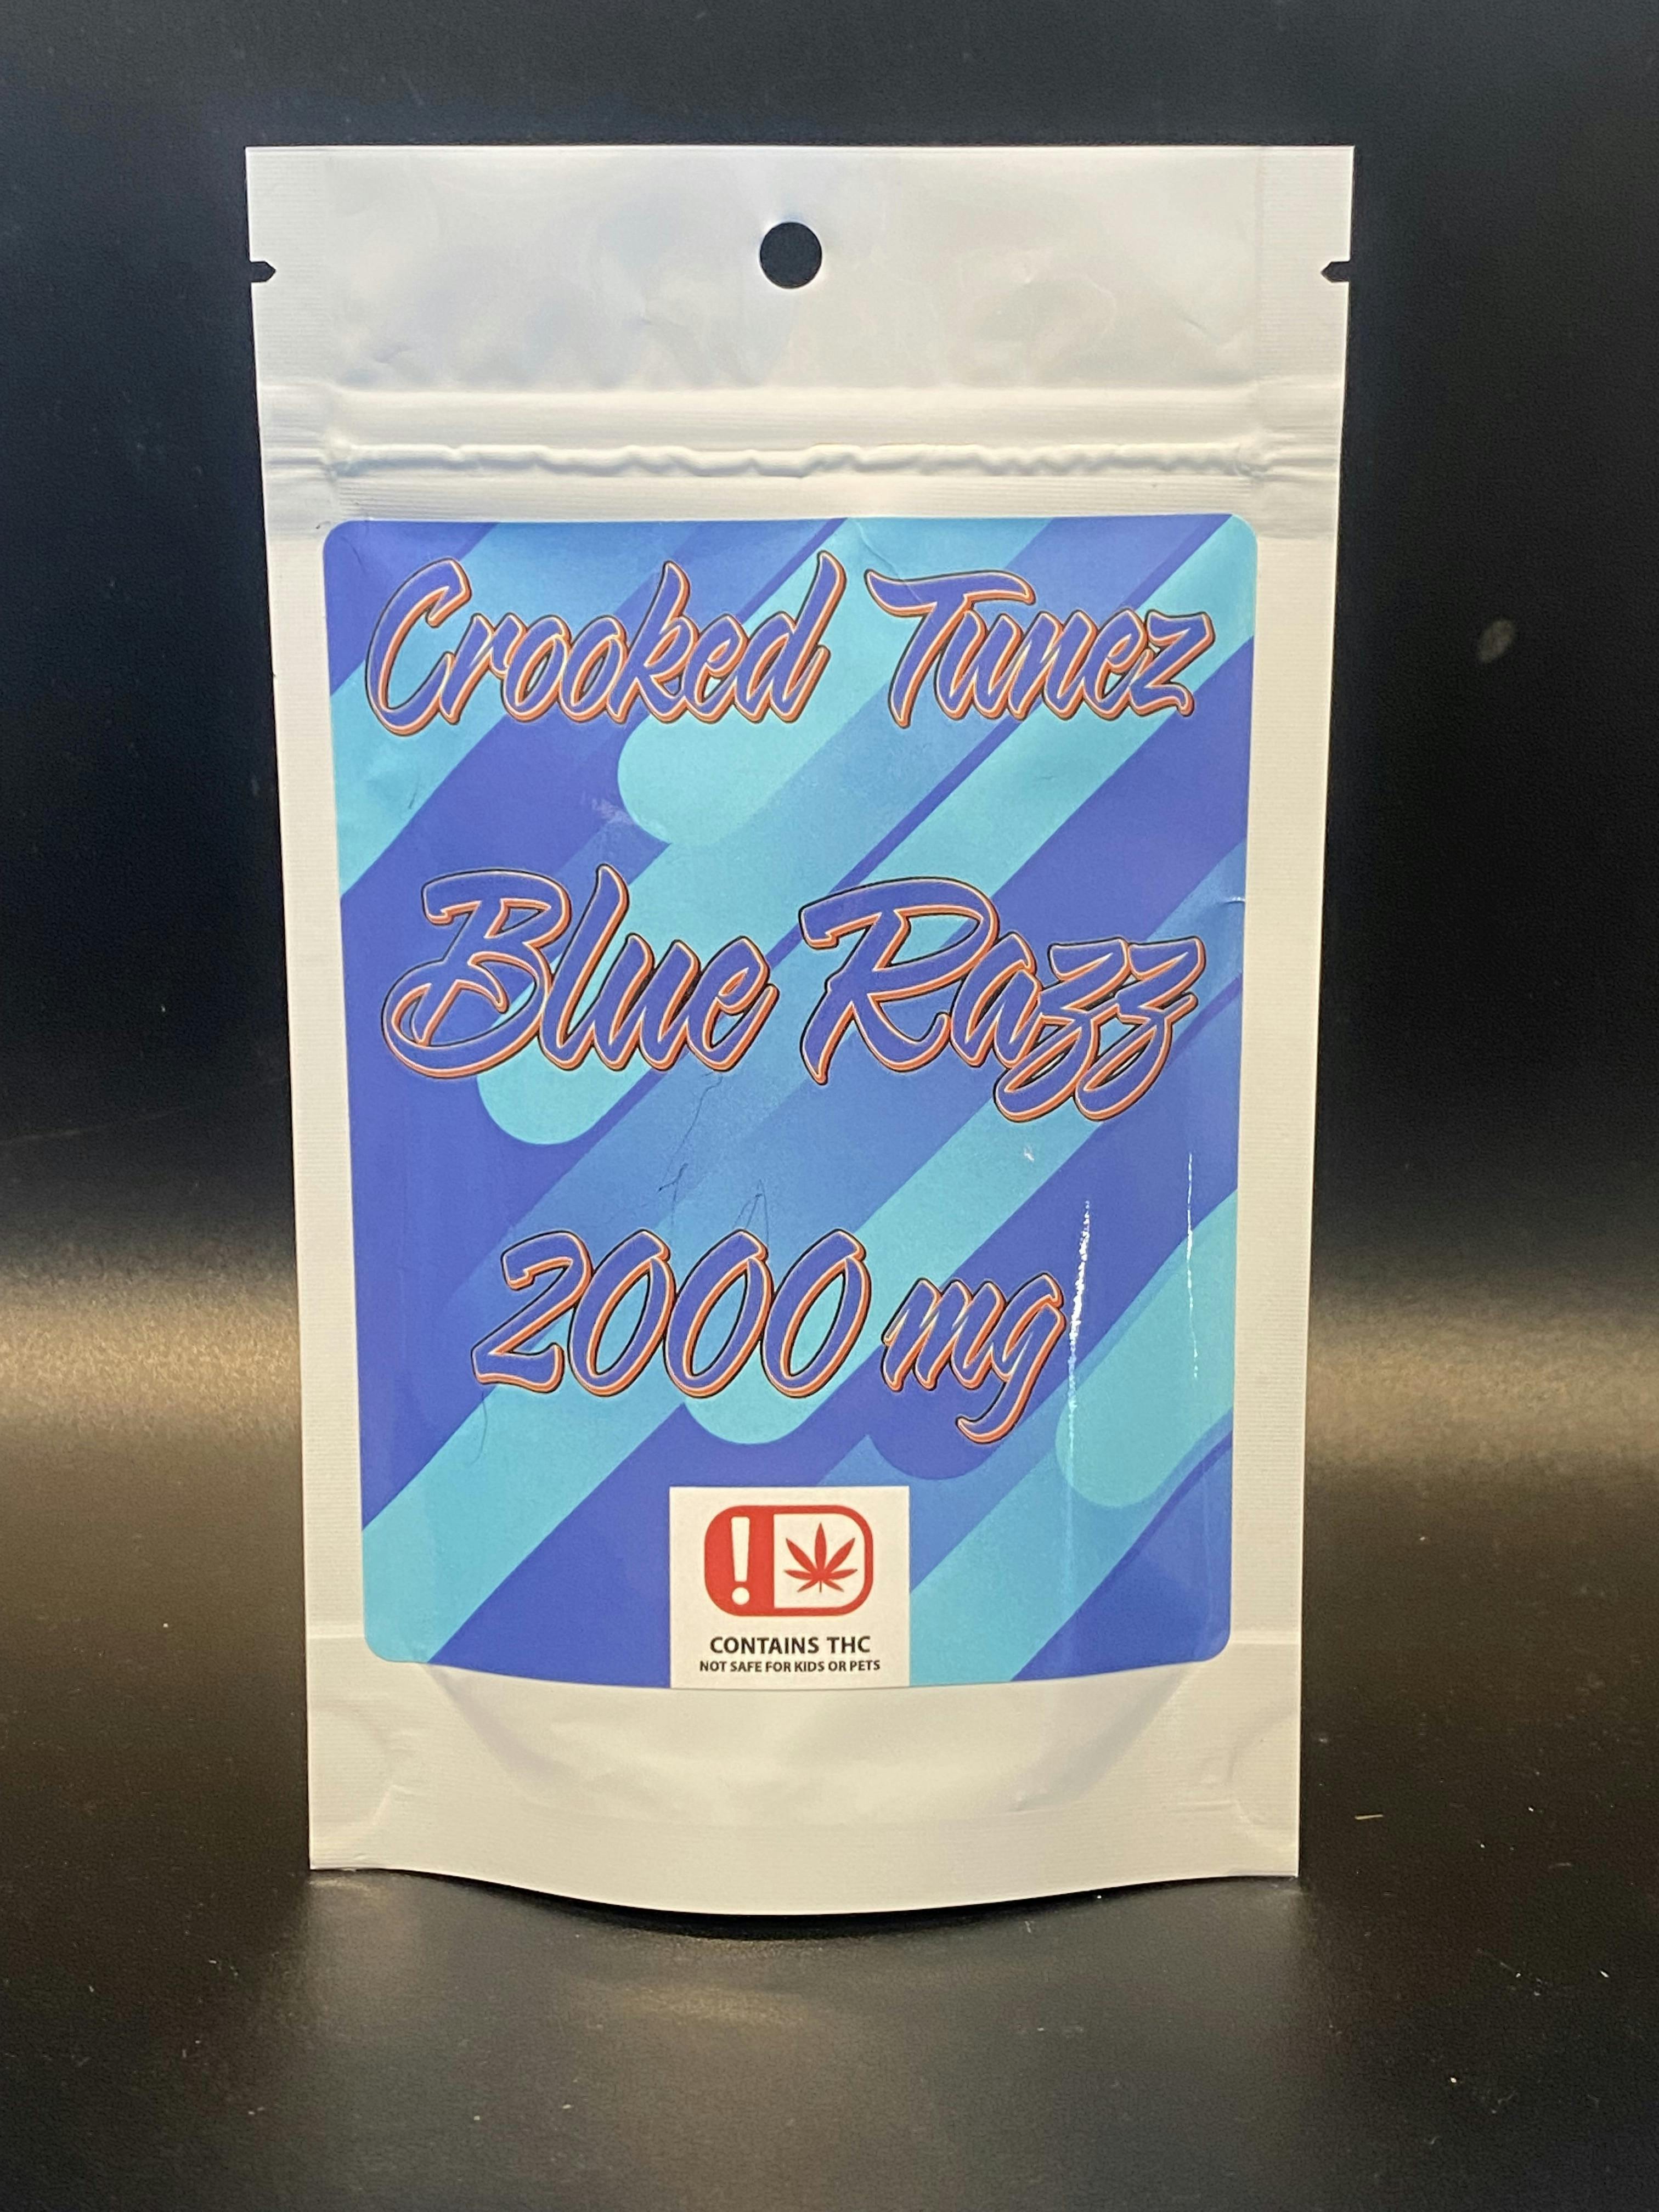 Crooked Tunez
Blue Razz
2000 mg
!
CONTAINS THC
NOT SAFE FOR KIDS OR PETS